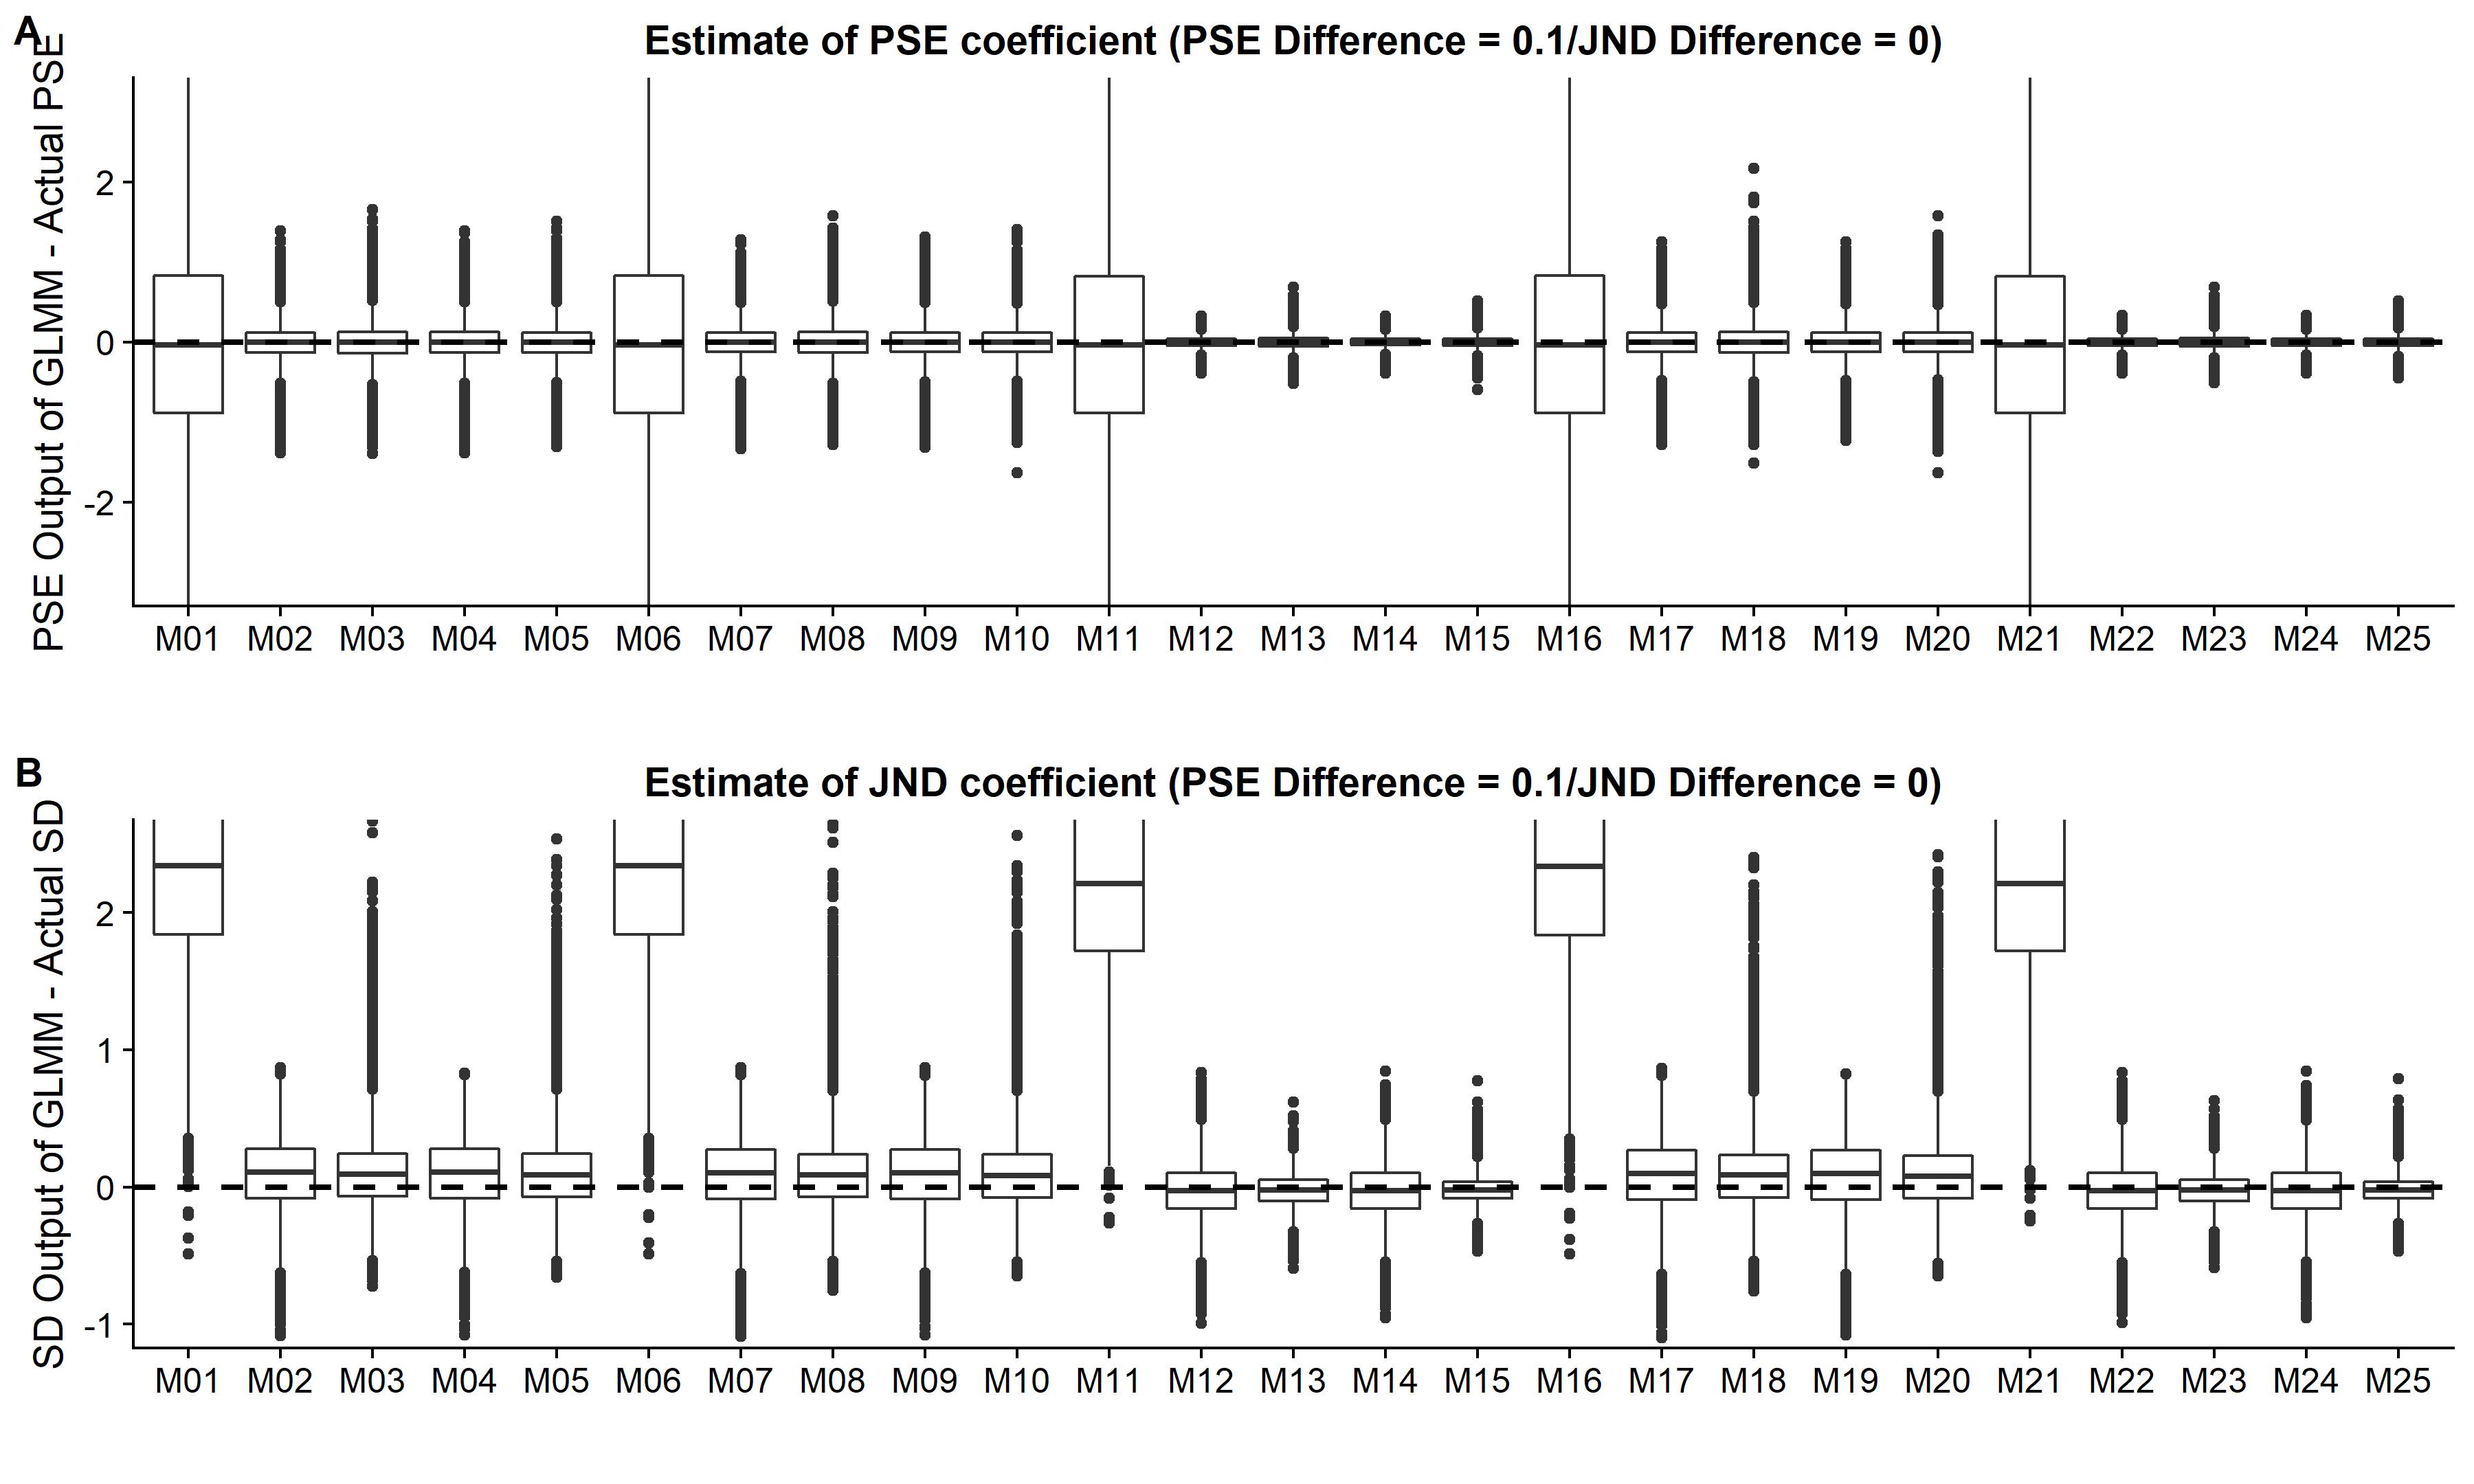 A
Estimate of PSE coefficient (PSE Difference = 0.1/JND Difference = 0)
PSE Output of GLMM - Actual PSE
2
0
-2
M01 M02 M03 M04 M05 M06 M07 M08 M09 M10 M11 M12 M13 M14 M15 M16 M17 M18 M19 M20 M21 M22 M23 M24 M25
B
Estimate of JND coefficient (PSE Difference = 0.1/JND Difference = 0)
SD Output of GLMM - Actual SD
2
1
0
-1
M01 M02 M03 M04 M05 M06 M07 M08 M09 M10 M11 M12 M13 M14 M15 M16 M17 M18 M19 M20 M21 M22 M23 M24 M25